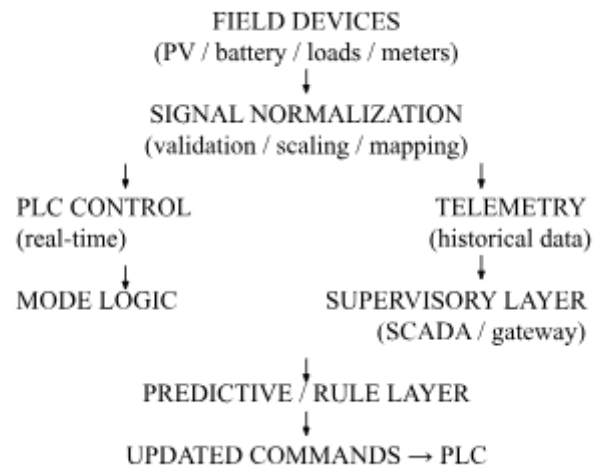 FIELD DEVICES
(PV / battery / loads / meters)
SIGNAL NORMALIZATION
(validation / scaling / mapping)
PLC CONTROL
(real-time)
TELEMETRY
(historical data)
MODE LOGIC
SUPERVISORY LAYER
(SCADA / gateway)
PREDICTIVE / RULE LAYER
UPDATED COMMANDS → PLC